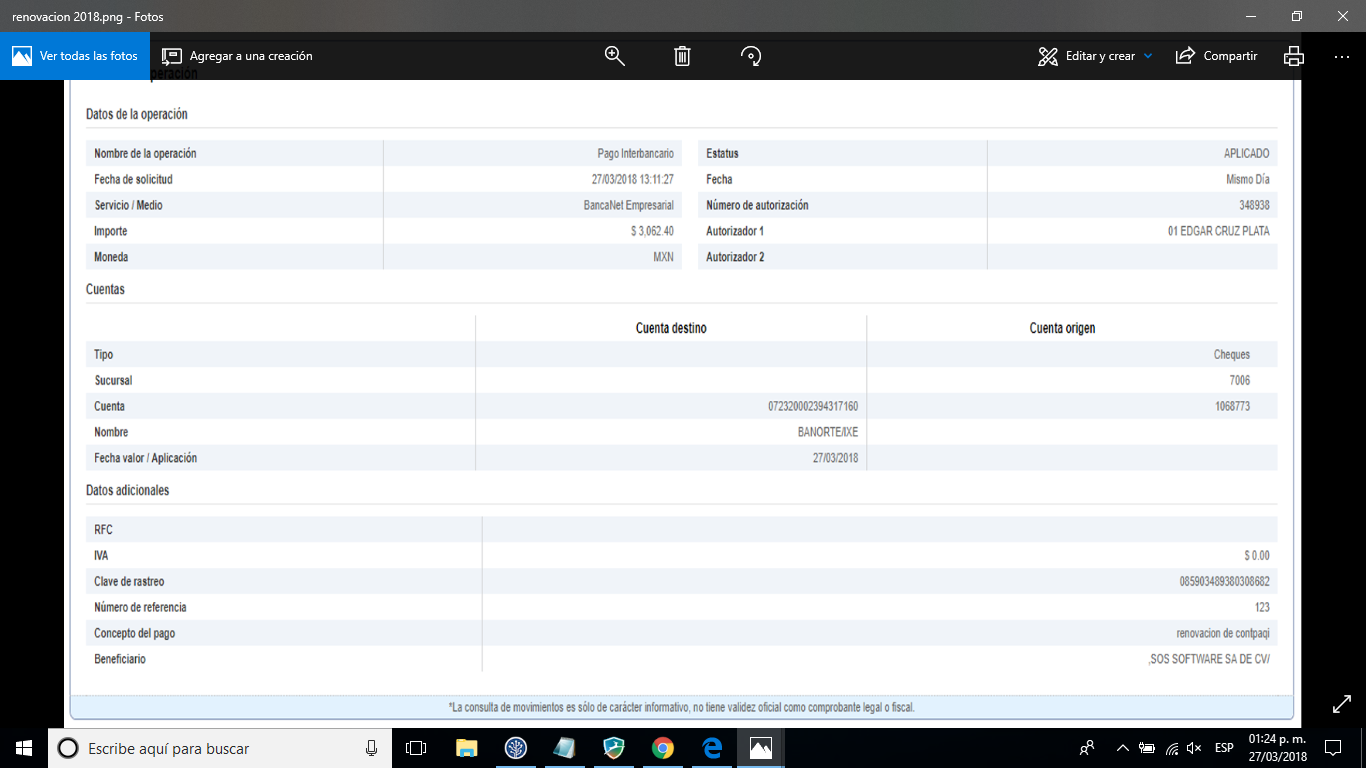 renovacion 2018.png - Fotos
Ver todas las fotos
Agregar a una creación
Editar y crear
Compartir
Datos de la operación
Nombre de la operación Pago Interbancario Estatus APLICADO
Fecha de solicitud 27/03/2018 13:11:27 Fecha Mismo Día
Servicio / Medio BancaNet Empresarial Número de autorización 348938
Importe $ 3,062.40 Autorizador 1 01 EDGAR CRUZ PLATA
Moneda MXN Autorizador 2
Cuentas
Cuenta destino Cuenta origen
Tipo Cheques
Sucursal 7006
Cuenta 072320002394317160 1068773
Nombre BANORTE/IXE
Fecha valor / Aplicación 27/03/2018
Datos adicionales
RFC
IVA $ 0.00
Clave de rastreo 085903489380308682
Número de referencia 123
Concepto del pago renovacion de contpaqi
Beneficiario ,SOS SOFTWARE SA DE CV/
*La consulta de movimientos es sólo de carácter informativo, no tiene validez oficial como comprobante legal o fiscal.
Escribe aquí para buscar
ESP
01:24 p. m.
27/03/2018